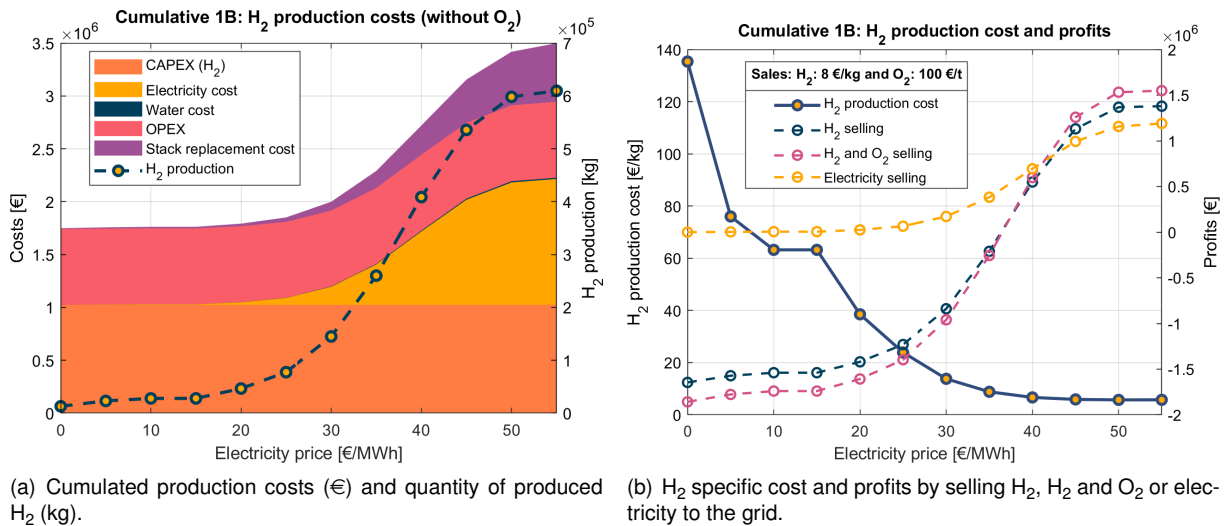 Cumulative 1B: H2 production costs (without O2)
×10^6
×10^5
3.5
3
2.5
2
1.5
1
0.5
0
Costs [€]
CAPEX (H2)
Electricity cost
Water cost
OPEX
Stack replacement cost
H2 production
7
6
5
4
3
2
1
0
H2 production [kg]
0 10 20 30 40 50
Electricity price [€/MWh]
(a) Cumulated production costs (€) and quantity of produced
H2 (kg).
Cumulative 1B: H2 production cost and profits
×10^6
140
120
100
80
60
40
20
0
H2 production cost [€/kg]
Sales: H2: 8 €/kg and O2: 100 €/t
H2 production cost
H2 selling
H2 and O2 selling
Electricity selling
2
1.5
1
0.5
0
-0.5
-1
-1.5
-2
Profits [€]
0 10 20 30 40 50
Electricity price [€/MWh]
(b) H2 specific cost and profits by selling H2, H2 and O2 or elec-
tricity to the grid.